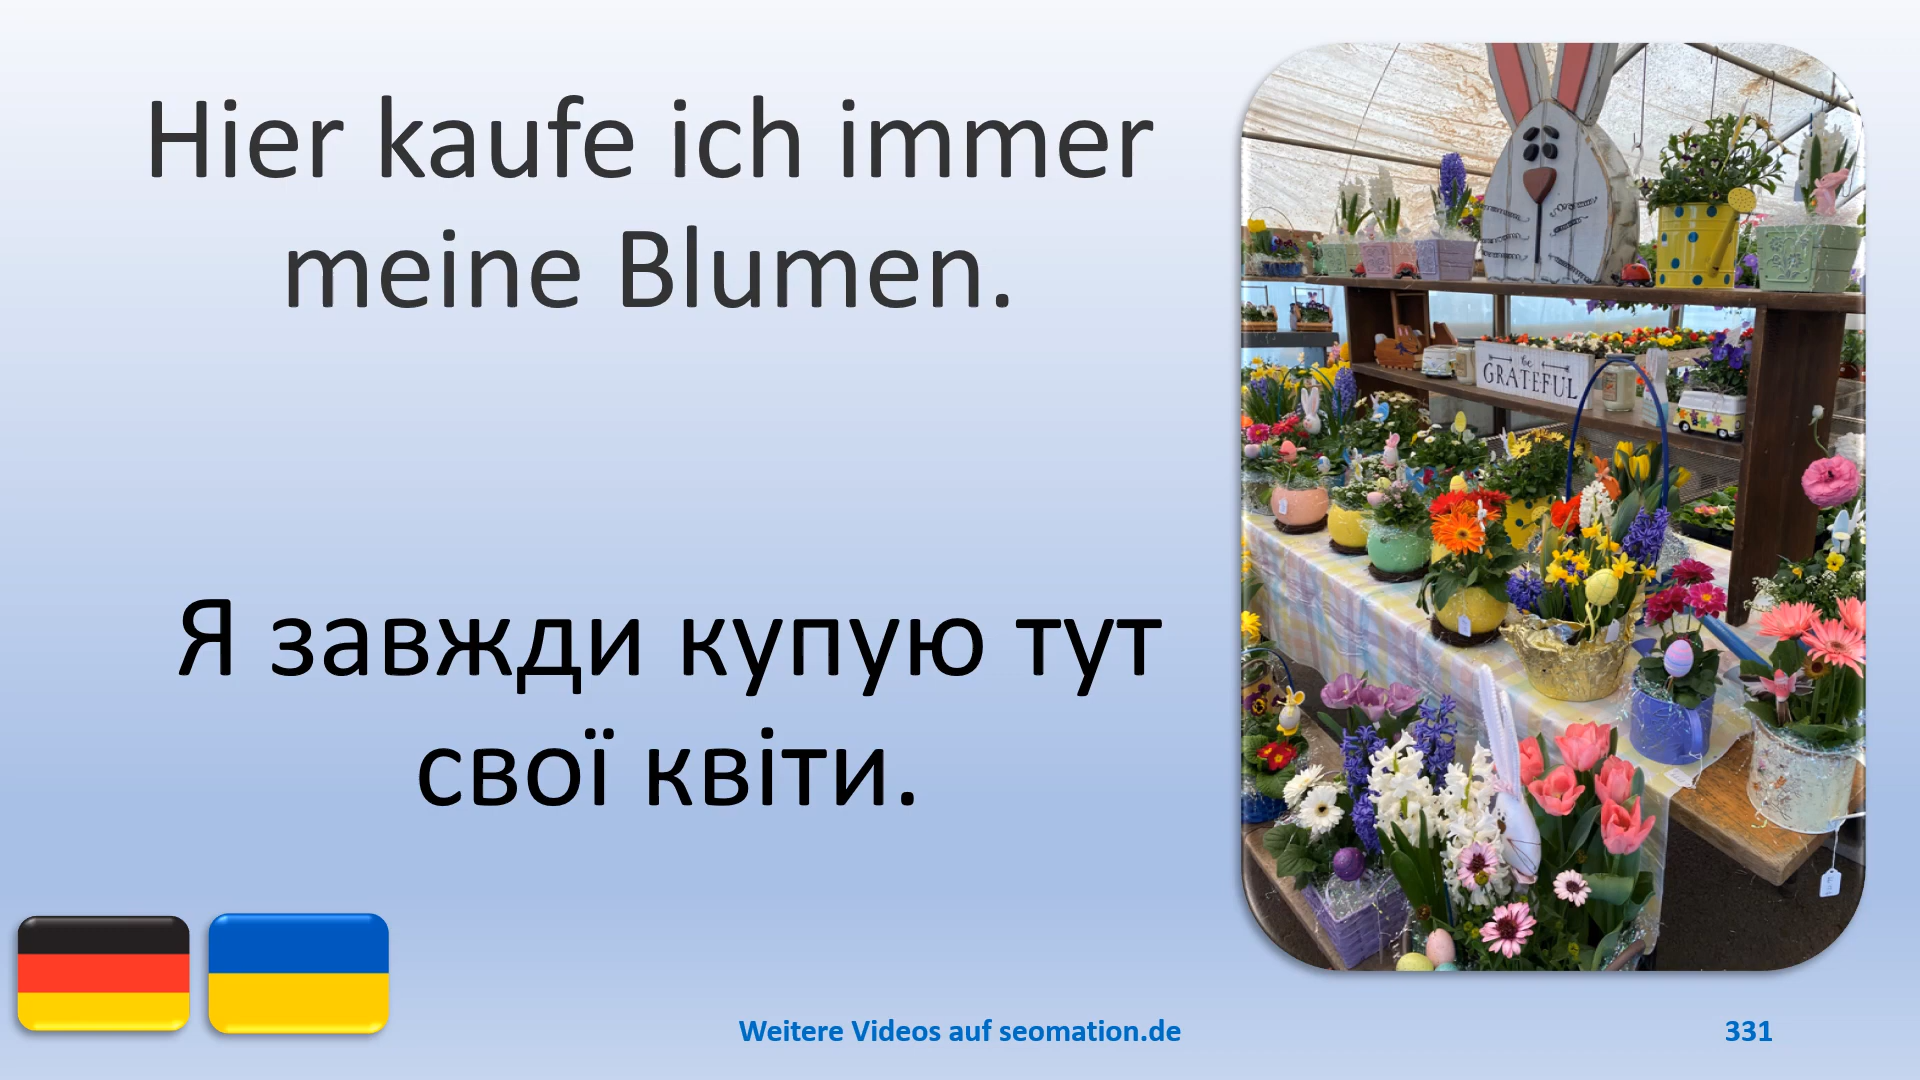 Hier kaufe ich immer
meine Blumen.
Я завжди купую тут
свої квіти.
be
GRATEFUL
Weitere Videos auf seomation.de
331